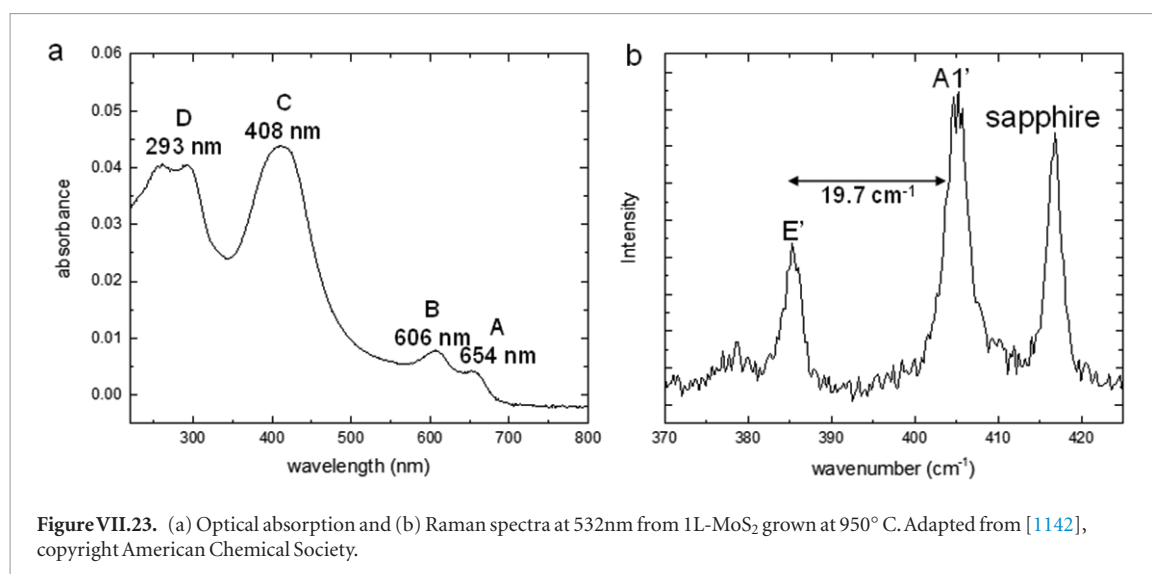 a
0.06
0.05
0.04
0.03
0.02
0.01
0.00
absorbance
D
293 nm
C
408 nm
B
606 nm
A
654 nm
300 400 500 600 700 800
wavelength (nm)
b
Intensity
E'
19.7 cm⁻¹
A1'
sapphire
370 380 390 400 410 420
wavenumber (cm⁻¹)
Figure VII.23. (a) Optical absorption and (b) Raman spectra at 532nm from 1L-MoS₂ grown at 950° C. Adapted from [1142],
copyright American Chemical Society.